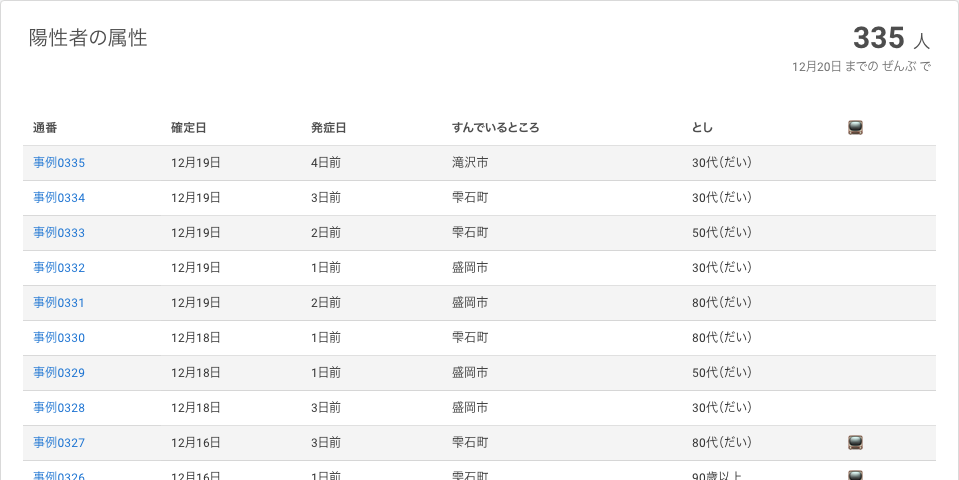 陽性者の属性
335 人
12月20日 までの ぜんぶ で
通番 確定日 発症日 すんでいるところ とし
事例0335 12月19日 4日前 滝沢市 30代(だい)
事例0334 12月19日 3日前 雫石町 30代(だい)
事例0333 12月19日 2日前 雫石町 50代(だい)
事例0332 12月19日 1日前 盛岡市 30代(だい)
事例0331 12月19日 2日前 盛岡市 80代(だい)
事例0330 12月18日 1日前 雫石町 80代(だい)
事例0329 12月18日 1日前 盛岡市 50代(だい)
事例0328 12月18日 3日前 盛岡市 30代(だい)
事例0327 12月16日 3日前 雫石町 80代(だい)
事例0326 12月16日 1日前 雫石町 90歳以上